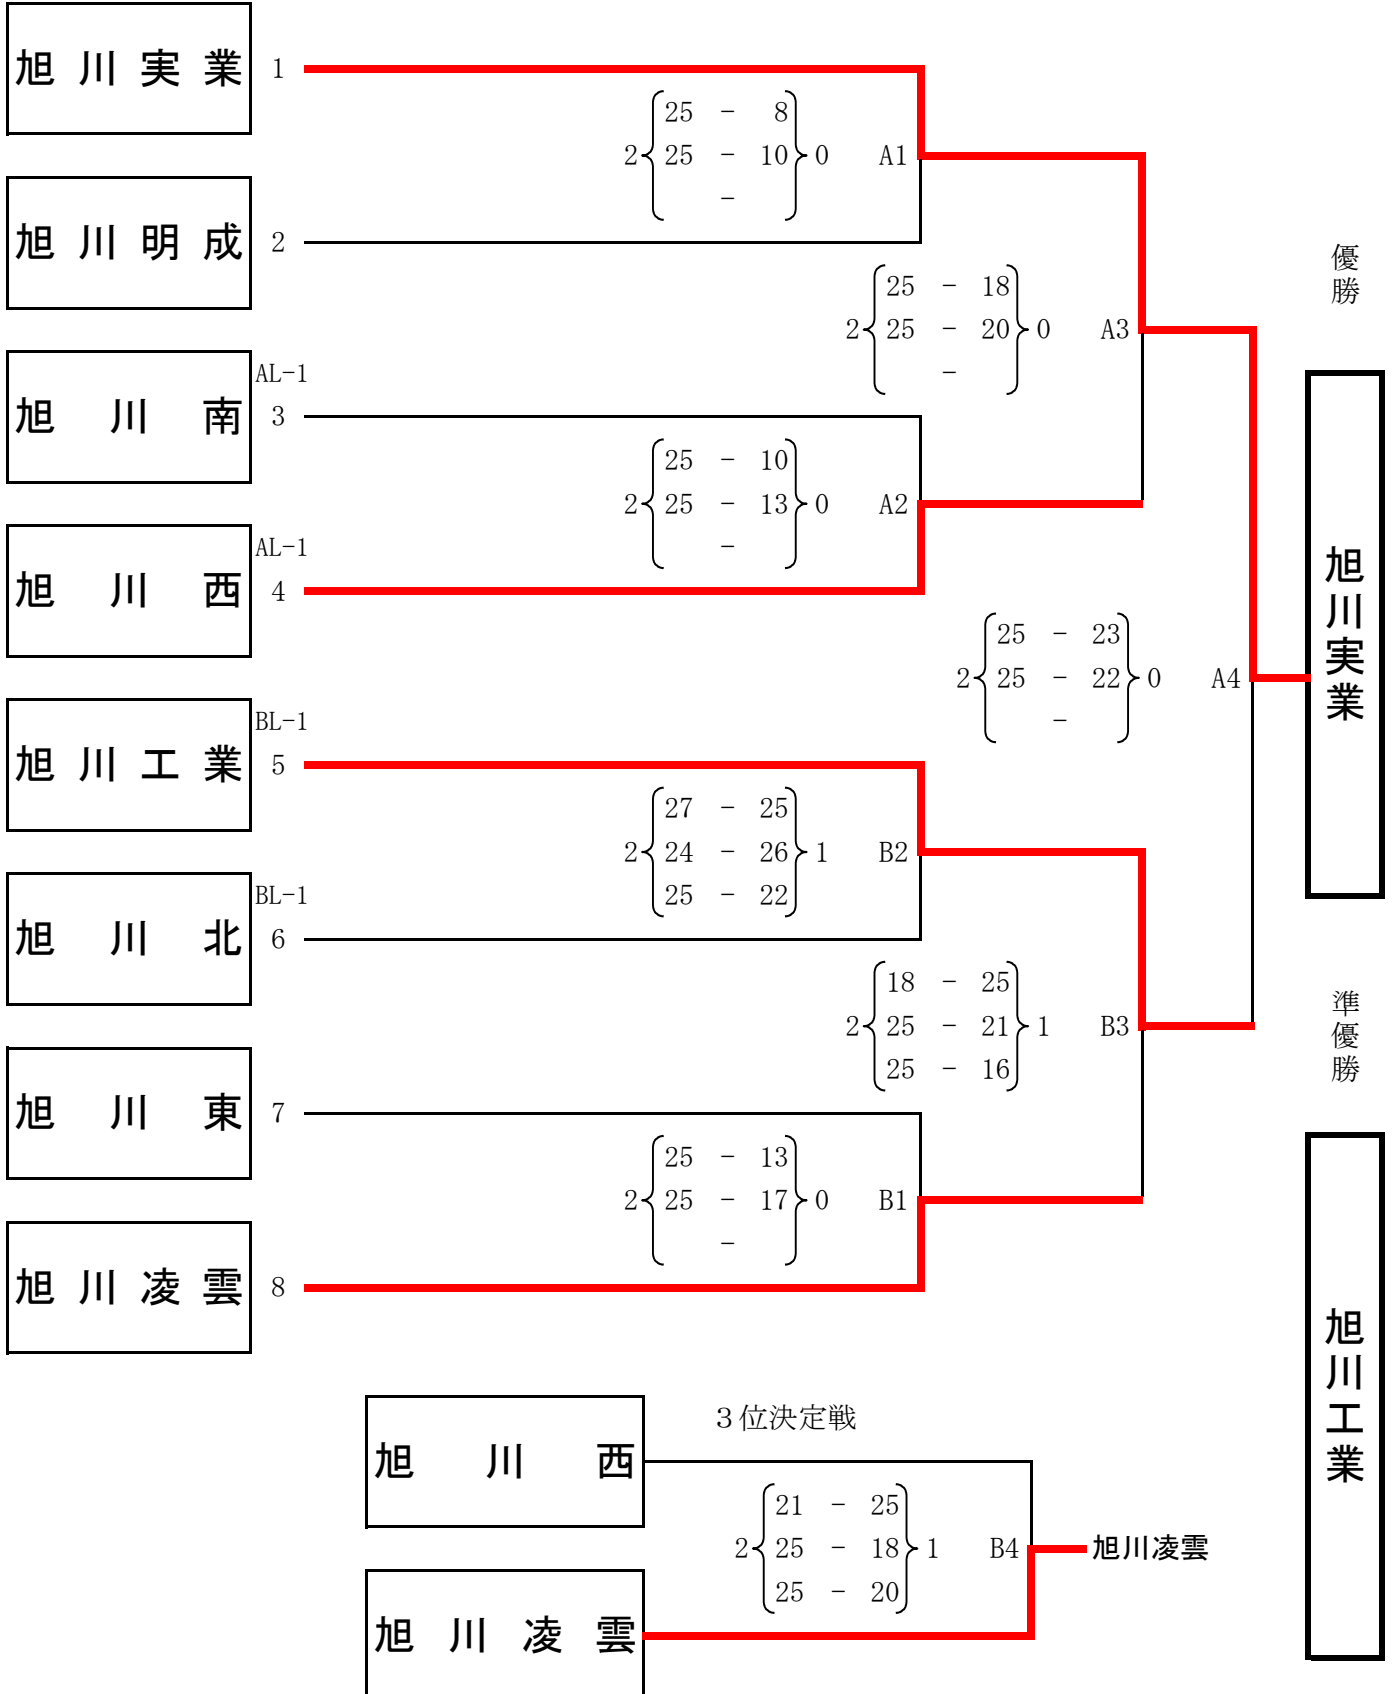 旭川実業 1
25 - 8
2 25 - 10 0 A1
-
旭川明成 2
優勝
25 - 18
2 25 - 20 0 A3
-
AL-1
旭川南 3
25 - 10
2 25 - 13 0 A2
-
AL-1
旭川西 4
旭川実業
25 - 23
2 25 - 22 0 A4
-
BL-1
旭川工業 5
27 - 25
2 24 - 26 1 B2
25 - 22
BL-1
旭川北 6
準優勝
18 - 25
2 25 - 21 1 B3
25 - 16
旭川東 7
25 - 13
2 25 - 17 0 B1
-
旭川凌雲 8
旭川工業
3位決定戦
旭川西
21 - 25
2 25 - 18 1 B4 旭川凌雲
25 - 20
旭川凌雲